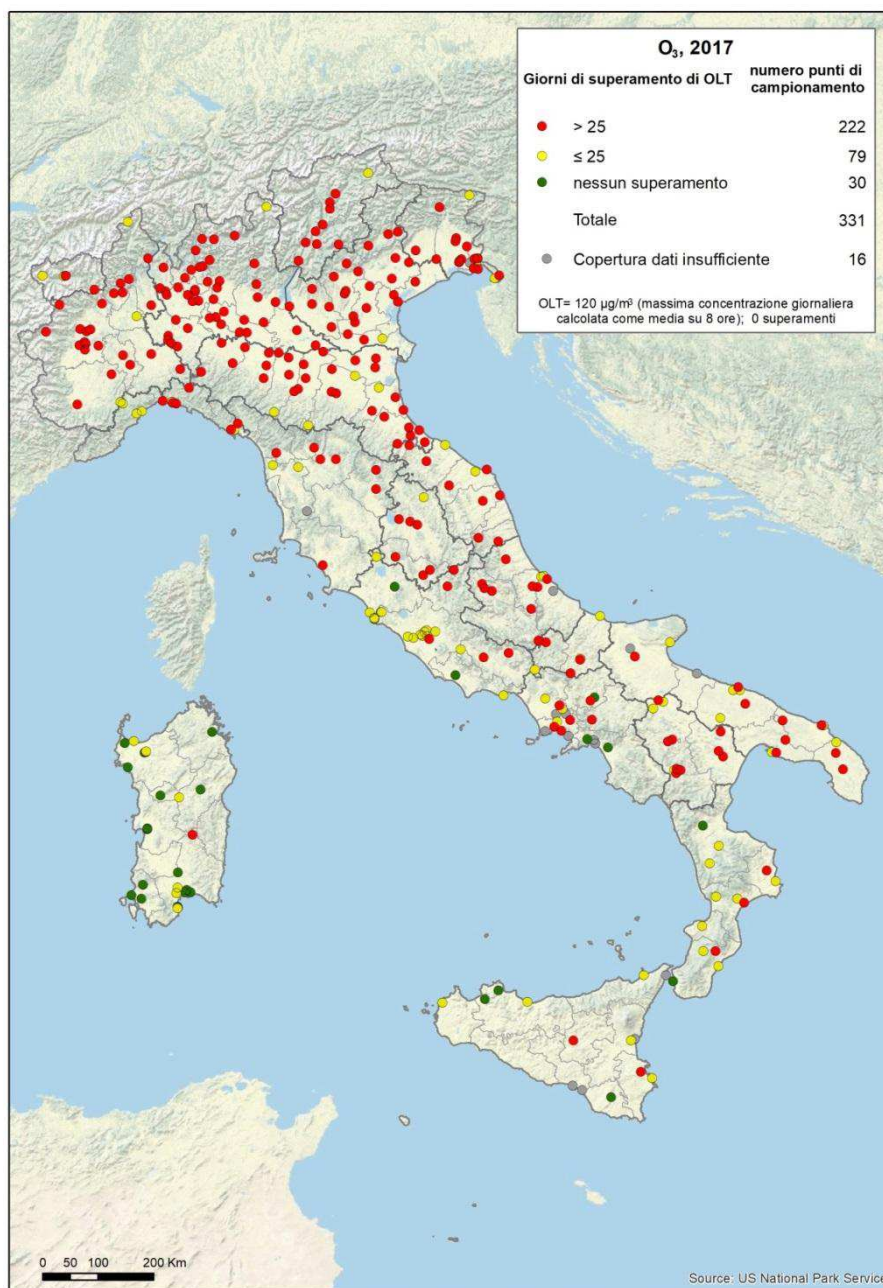 O₃, 2017
Giorni di superamento di OLT
numero punti di
campionamento
> 25 222
≤ 25 79
nessun superamento 30
Totale 331
Copertura dati insufficiente 16
OLT= 120 µg/m³ (massima concentrazione giornaliera
calcolata come media su 8 ore); 0 superamenti
0 50 100 200 Km
Source: US National Park Service